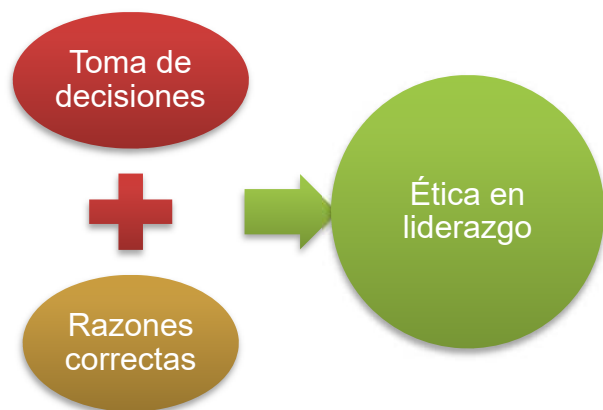 Toma de
decisiones
Razones
correctas
Ética en
liderazgo